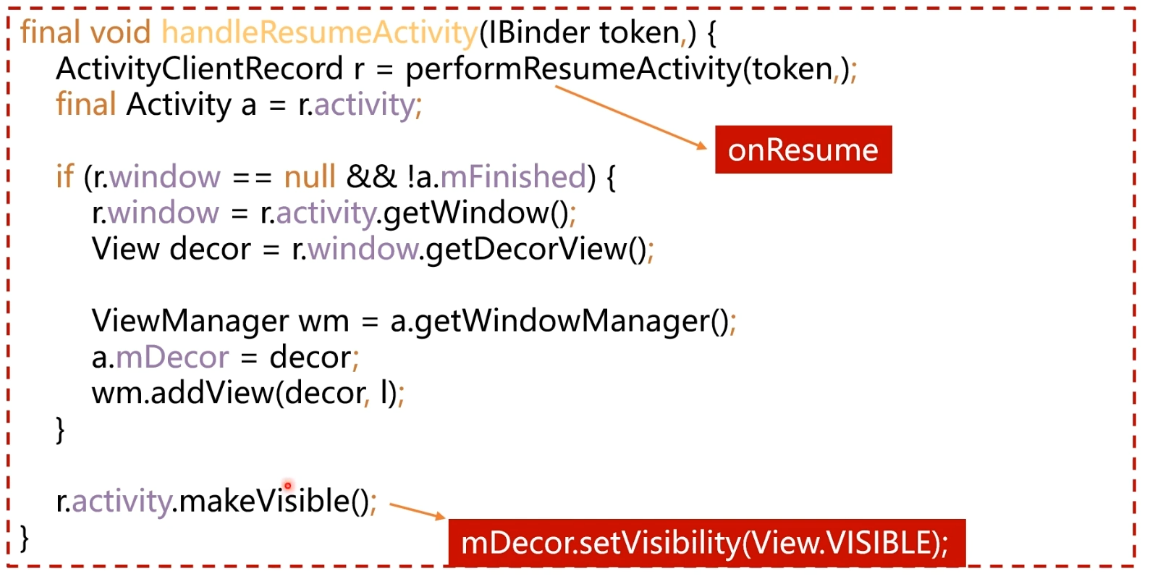 final void handleResumeActivity(IBinder token,) {
ActivityClientRecord r = performResumeActivity(token,);
final Activity a = r.activity;
onResume
if (r.window == null && !a.mFinished) {
r.window = r.activity.getWindow();
View decor = r.window.getDecorView();
ViewManager wm = a.getWindowManager();
a.mDecor = decor;
wm.addView(decor, l);
}
r.activity.makeVisible();
}
mDecor.setVisibility(View.VISIBLE);